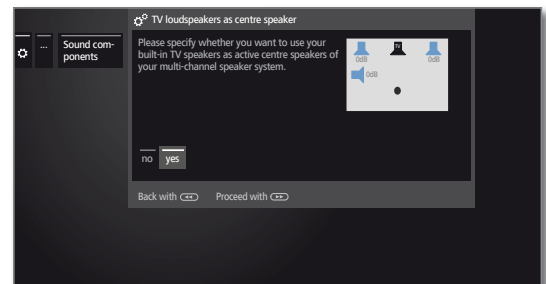 TV loudspeakers as centre speaker
...
Sound com-
ponents
Please specify whether you want to use your
built-in TV speakers as active centre speakers of
your multi-channel speaker system.
TV
0dB
0dB
0dB
no yes
Back with Proceed with